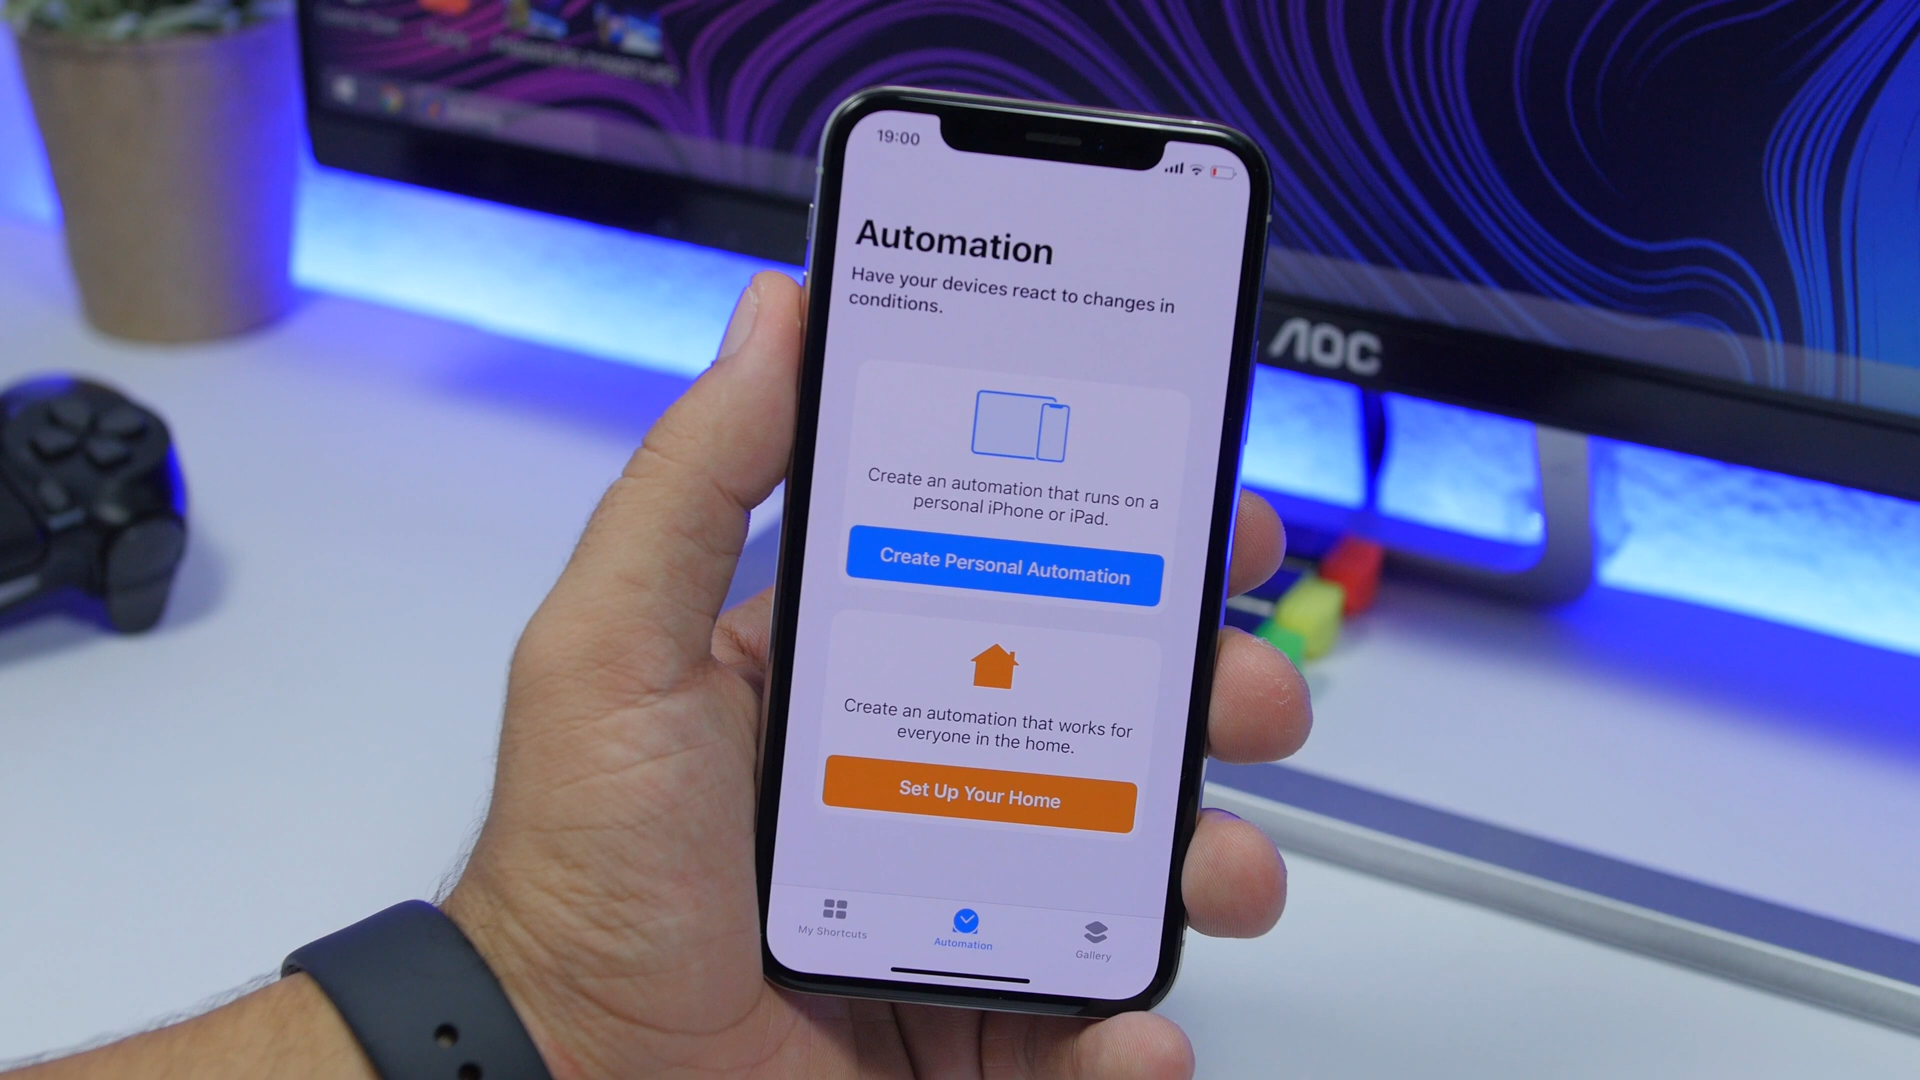 19:00
Automation
Have your devices react to changes in
conditions.
Create an automation that runs on a
personal iPhone or iPad.
Create Personal Automation
Create an automation that works for
everyone in the home.
Set Up Your Home
My Shortcuts
Automation
Gallery
AOC